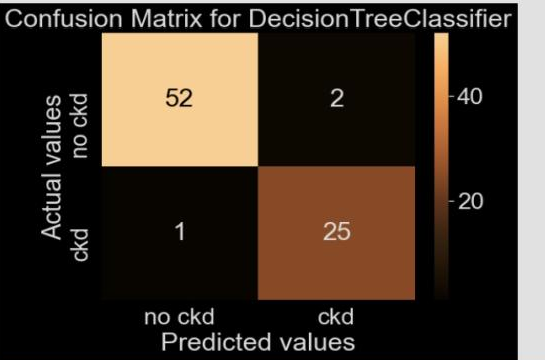 Confusion Matrix for DecisionTreeClassifier
Actual values
no ckd
52
2
40
ckd
1
25
20
no ckd
ckd
Predicted values